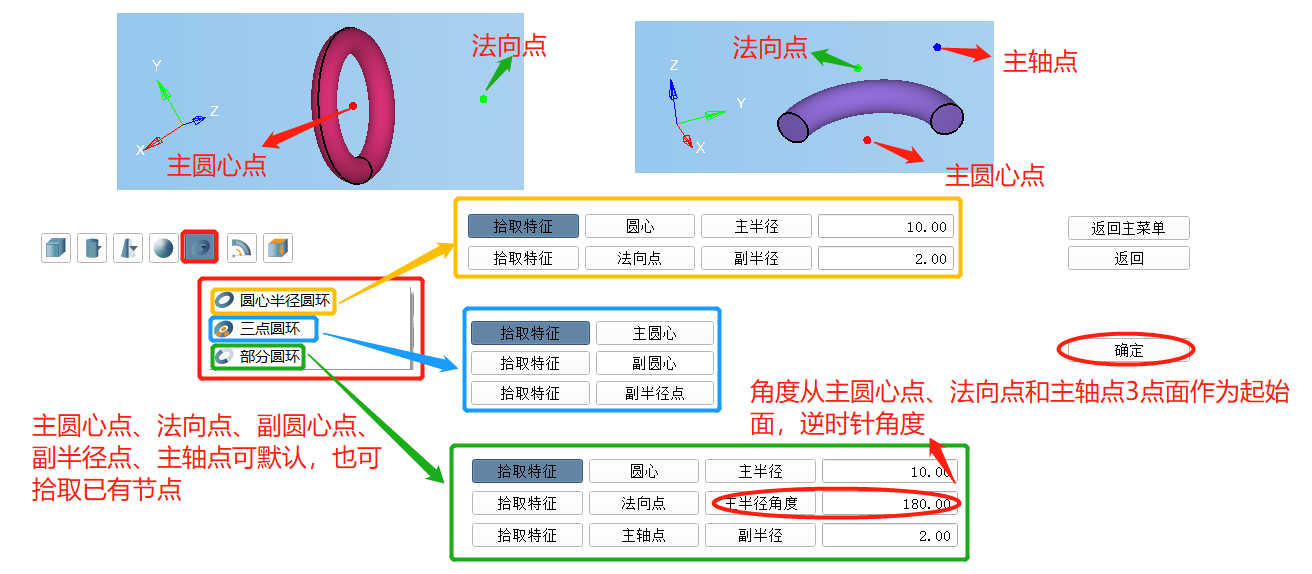 法向点
Y
Z
X
主圆心点
法向点
主轴点
Z
Y
X
主圆心点
拾取特征 圆心 主半径 10.00
拾取特征 法向点 副半径 2.00
返回主菜单
返回
圆心半径圆环
三点圆环
部分圆环
拾取特征 主圆心
拾取特征 副圆心
拾取特征 副半径点
确定
角度从主圆心点、法向点和主轴点3点面作为起始
面，逆时针角度
主圆心点、法向点、副圆心点、
副半径点、主轴点可默认，也可
拾取已有节点
拾取特征 圆心 主半径 10.00
拾取特征 法向点 主半径角度 180.00
拾取特征 主轴点 副半径 2.00